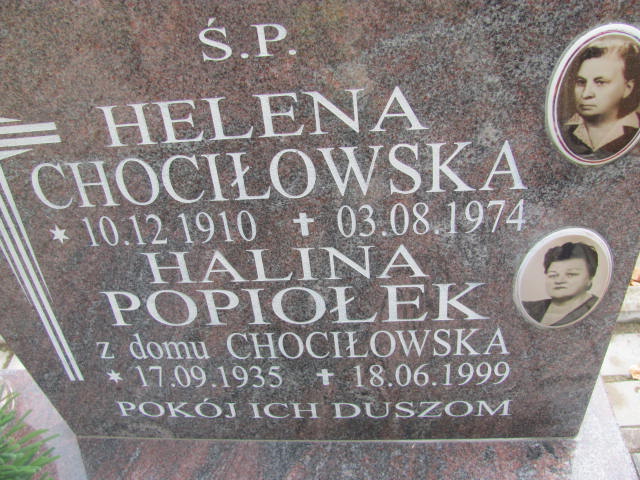 Ś.P.
HELENA
CHOCIŁOWSKA
* 10.12.1910 ✝ 03.08.1974
HALINA
POPIOŁEK
z domu CHOCIŁOWSKA
* 17.09.1935 ✝ 18.06.1999
POKÓJ ICH DUSZOM